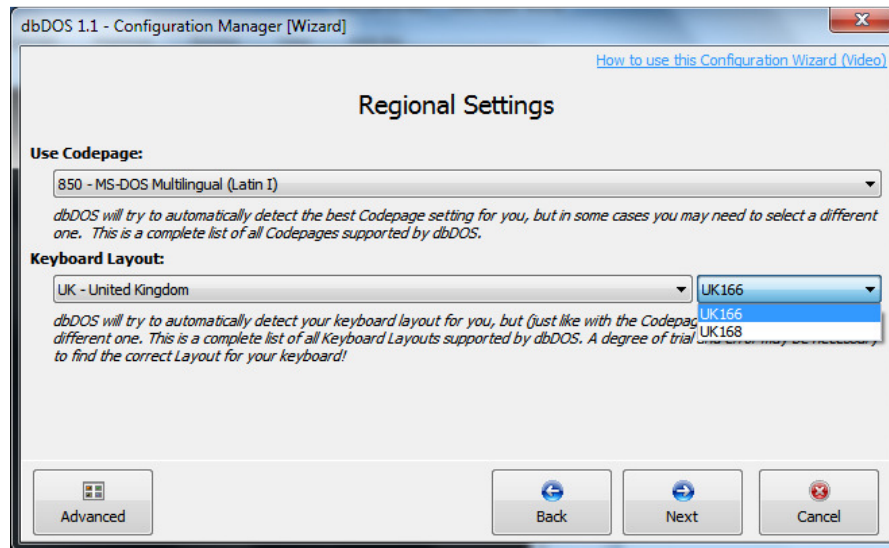 dbDOS 1.1 - Configuration Manager [Wizard]
How to use this Configuration Wizard (Video)
Regional Settings
Use Codepage:
850 - MS-DOS Multilingual (Latin I)
dbDOS will try to automatically detect the best Codepage setting for you, but in some cases you may need to select a different
one. This is a complete list of all Codepages supported by dbDOS.
Keyboard Layout:
UK - United Kingdom
UK166
UK166
UK168
dbDOS will try to automatically detect your keyboard layout for you, but (just like with the
different one. This is a complete list of all Keyboard Layouts supported by dbDOS. A degree of trial
to find the correct Layout for your keyboard!
Advanced
Back
Next
Cancel